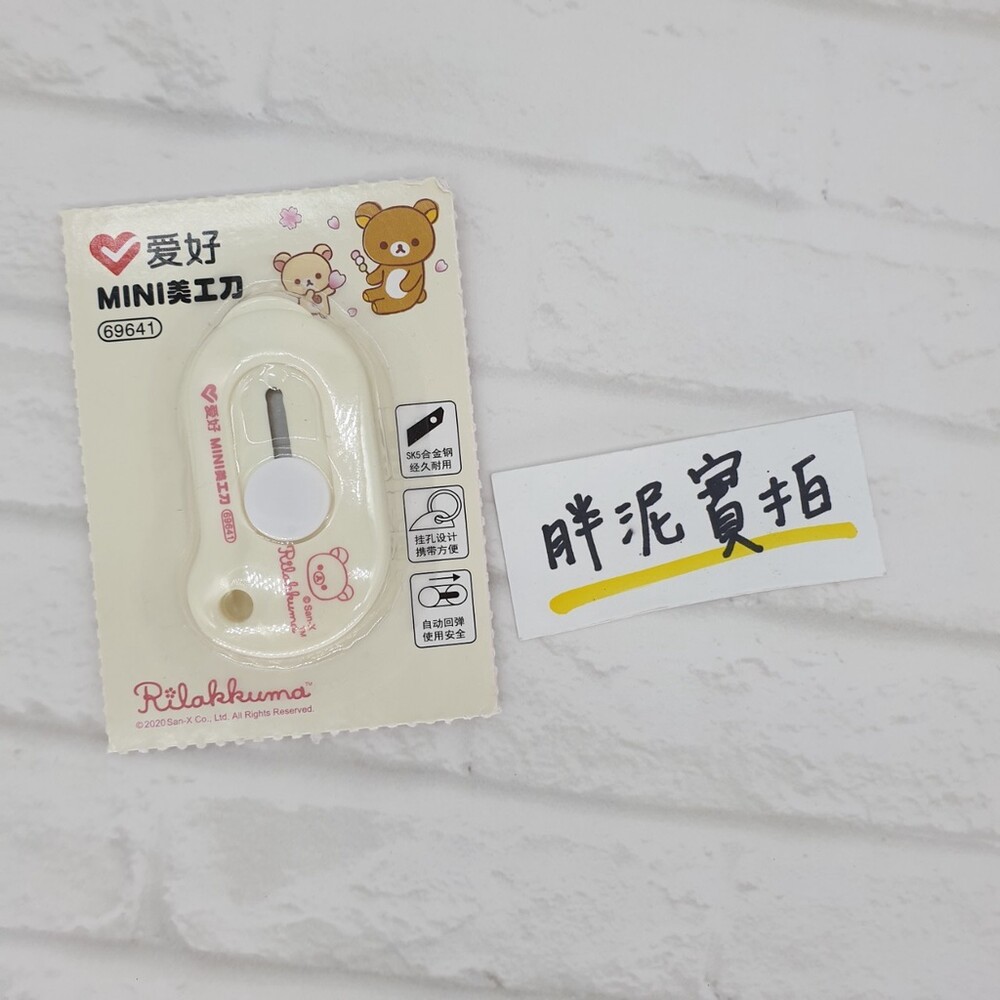 爱好
MINI美工刀
69641
爱好 MINI美工刀 69641
Rilakkuma™
©San-X
SK5合金钢
经久耐用
挂孔设计
携带方便
自动回弹
使用安全
Rilakkuma™
©2020 San-X Co., Ltd. All Rights Reserved.
胖泥實拍